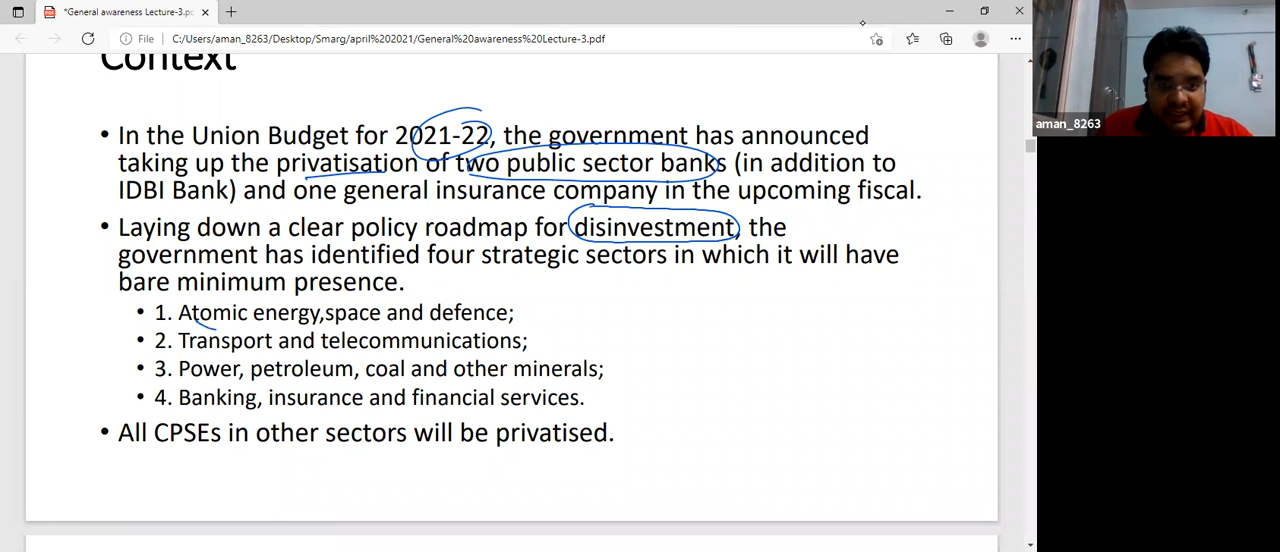 *General awareness Lecture-3.pc
File
C:/Users/aman_8263/Desktop/Smarg/april%202021/General%20awareness%20Lecture-3.pdf
aman_8263
Context
• In the Union Budget for 2021-22, the government has announced
taking up the privatisation of two public sector banks (in addition to
IDBI Bank) and one general insurance company in the upcoming fiscal.
• Laying down a clear policy roadmap for disinvestment, the
government has identified four strategic sectors in which it will have
bare minimum presence.
• 1. Atomic energy,space and defence;
• 2. Transport and telecommunications;
• 3. Power, petroleum, coal and other minerals;
• 4. Banking, insurance and financial services.
• All CPSEs in other sectors will be privatised.